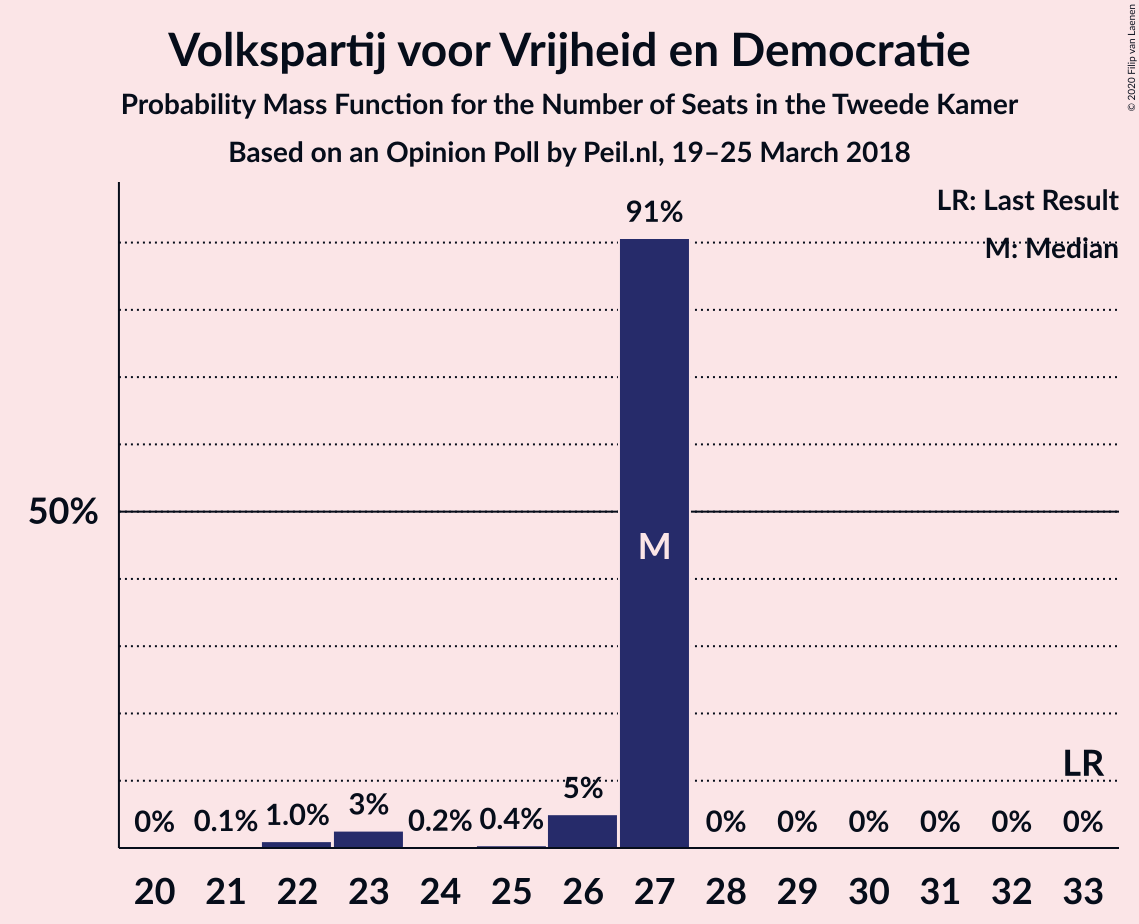 Volkspartij voor Vrijheid en Democratie
Probability Mass Function for the Number of Seats in the Tweede Kamer
Based on an Opinion Poll by Peil.nl, 19–25 March 2018
© 2020 Filip van Laenen
LR: Last Result
M: Median
91%
50%
M
LR
0% 0.1% 1.0% 3% 0.2% 0.4% 5% 0% 0% 0% 0% 0% 0%
20 21 22 23 24 25 26 27 28 29 30 31 32 33